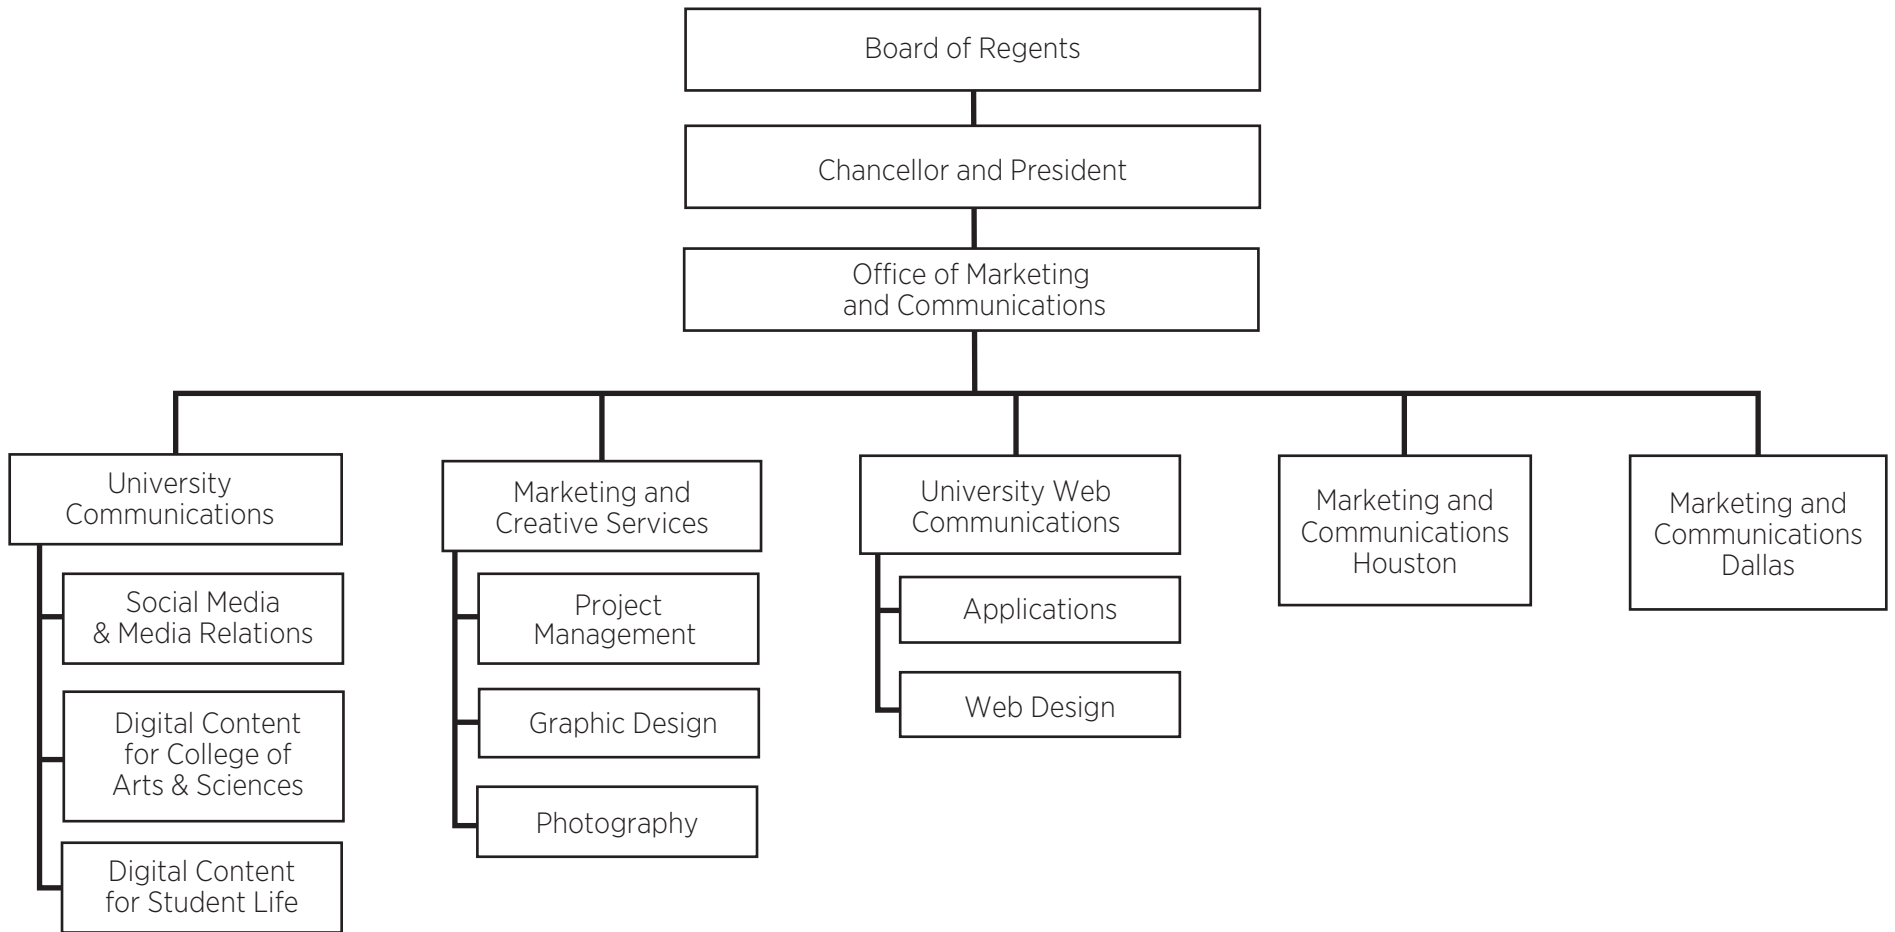 Board of Regents
Chancellor and President
Office of Marketing
and Communications
University
Communications
Social Media
& Media Relations
Digital Content
for College of
Arts & Sciences
Digital Content
for Student Life
Marketing and
Creative Services
Project
Management
Graphic Design
Photography
University Web
Communications
Applications
Web Design
Marketing and
Communications
Houston
Marketing and
Communications
Dallas